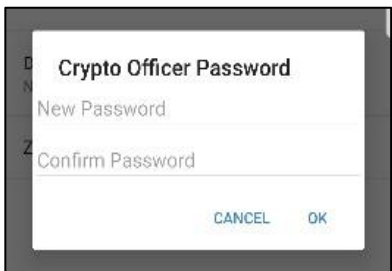 D
Crypto Officer Password
N
New Password
Z
Confirm Password
CANCEL OK